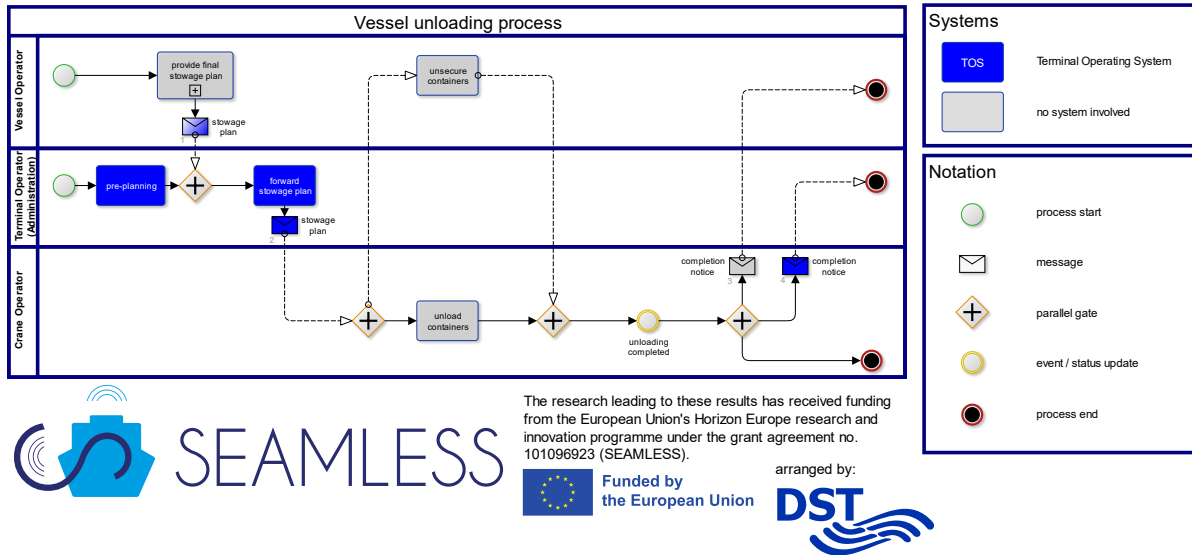 Vessel unloading process
Vessel Operator
provide final
stowage plan
stowage
plan
1
unsecure
containers
Terminal Operator
(Administration)
pre-planning
forward
stowage plan
stowage
plan
2
Crane Operator
unload
containers
unloading
completed
completion
notice
3
completion
notice
4
Systems
TOS
Terminal Operating System
no system involved
Notation
process start
message
parallel gate
event / status update
process end
SEAMLESS
The research leading to these results has received funding
from the European Union's Horizon Europe research and
innovation programme under the grant agreement no.
101096923 (SEAMLESS).
Funded by
the European Union
arranged by:
DST